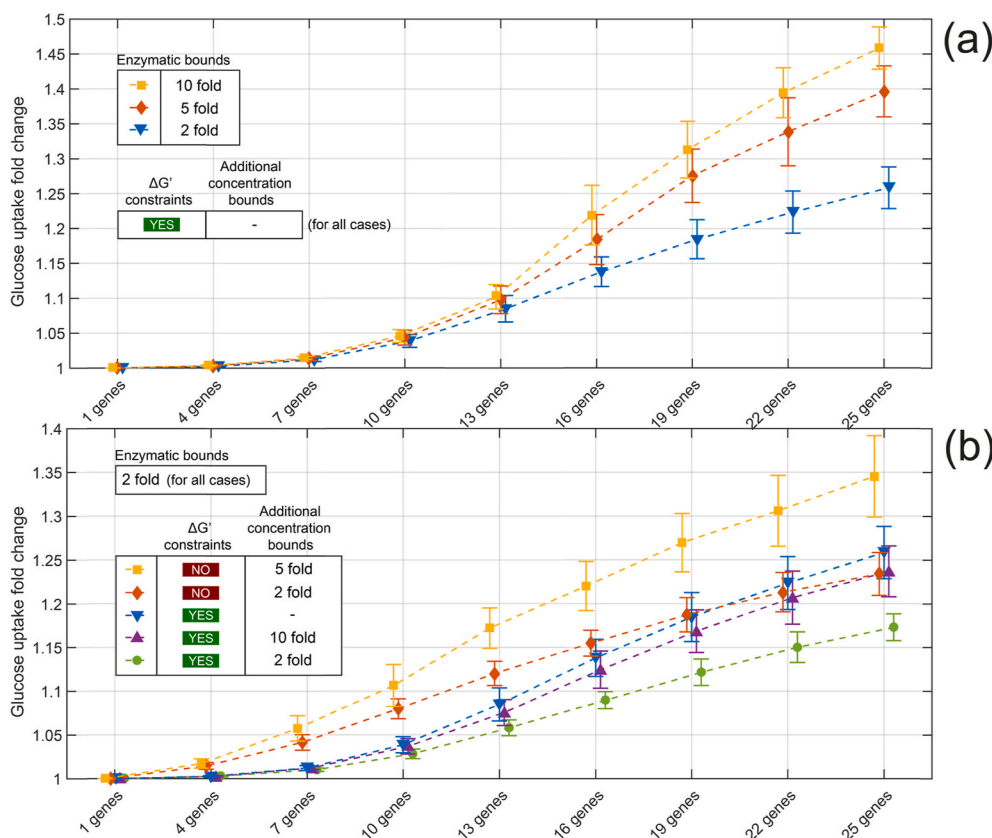 (a)
1.5
1.45
1.4
1.35
1.3
1.25
1.2
1.15
1.1
1.05
1
Glucose uptake fold change
Enzymatic bounds
10 fold
5 fold
2 fold
ΔG' constraints
Additional concentration bounds
YES
-
(for all cases)
1 genes
4 genes
7 genes
10 genes
13 genes
16 genes
19 genes
22 genes
25 genes
(b)
1.4
1.35
1.3
1.25
1.2
1.15
1.1
1.05
1
Glucose uptake fold change
Enzymatic bounds
2 fold (for all cases)
ΔG' constraints
Additional concentration bounds
NO 5 fold
NO 2 fold
YES -
YES 10 fold
YES 2 fold
1 genes
4 genes
7 genes
10 genes
13 genes
16 genes
19 genes
22 genes
25 genes